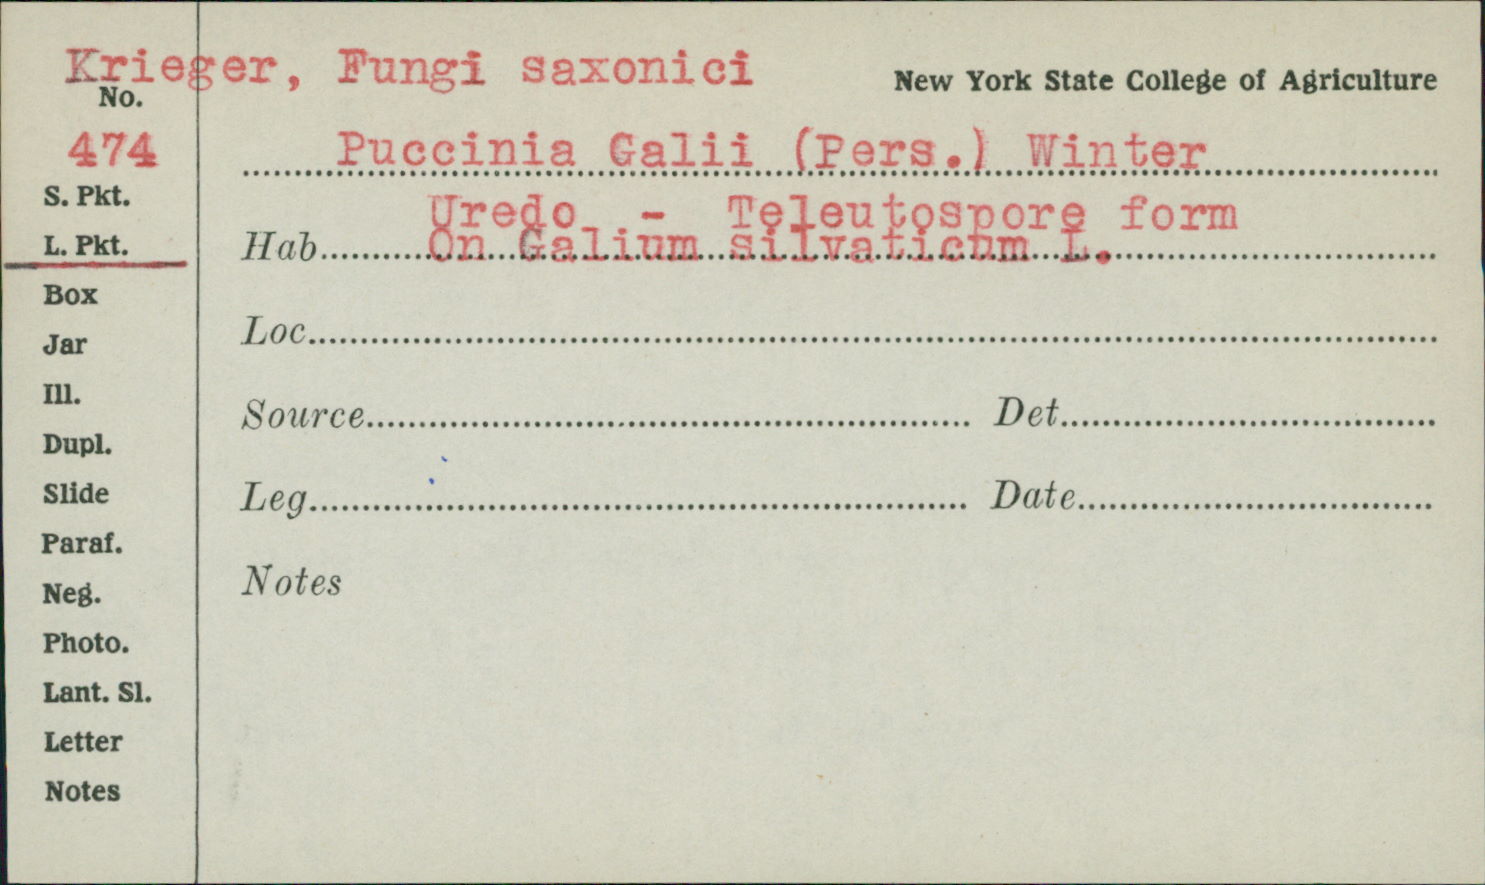 Krieger, Fungi saxonici
New York State College of Agriculture
No.
474
Puccinia Galii (Pers.) Winter
S. Pkt.
Uredo - Teleutospore form
L. Pkt.
Hab. On Galium silvaticum L.
Box
Jar
Loc.
Ill.
Source. Det.
Dupl.
Slide
Leg. Date.
Paraf.
Neg.
Notes
Photo.
Lant. Sl.
Letter
Notes